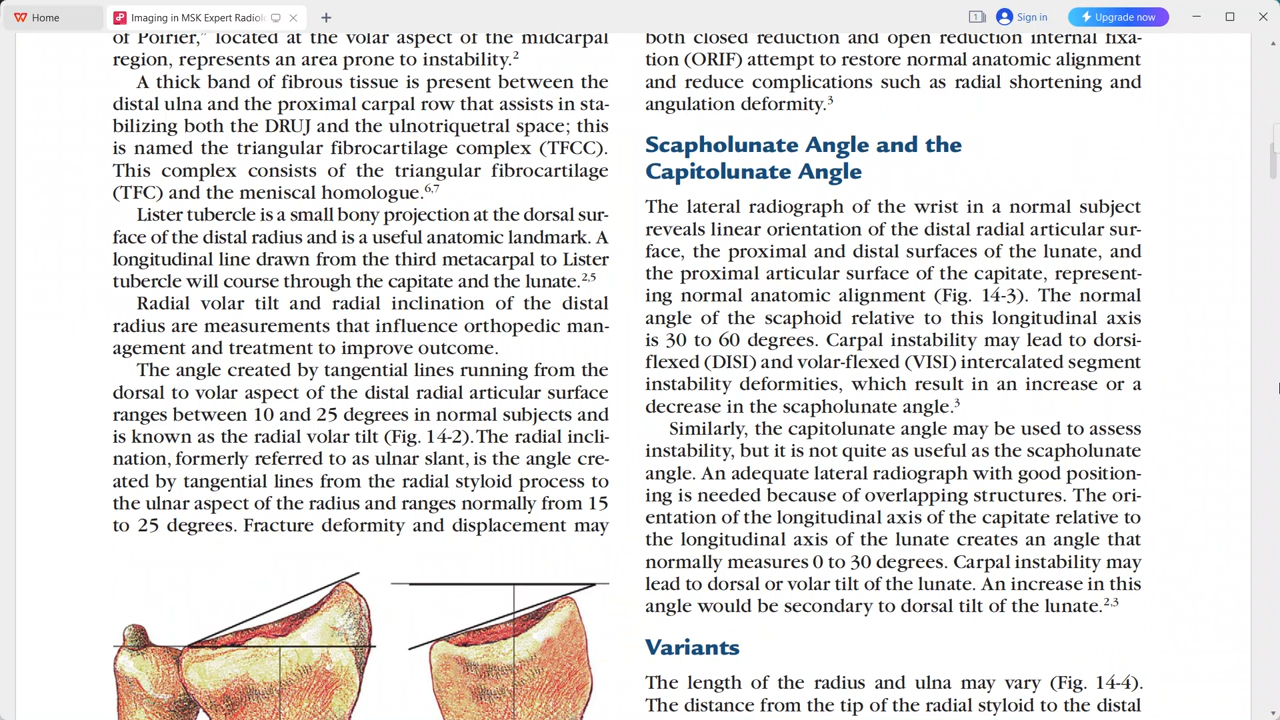 Home
Imaging in MSK Expert Radiol
1
Sign in
Upgrade now
of Poirier,” located at the volar aspect of the midcarpal
region, represents an area prone to instability.2
A thick band of fibrous tissue is present between the
distal ulna and the proximal carpal row that assists in sta-
bilizing both the DRUJ and the ulnotriquetral space; this
is named the triangular fibrocartilage complex (TFCC).
This complex consists of the triangular fibrocartilage
(TFC) and the meniscal homologue.6,7
Lister tubercle is a small bony projection at the dorsal sur-
face of the distal radius and is a useful anatomic landmark. A
longitudinal line drawn from the third metacarpal to Lister
tubercle will course through the capitate and the lunate.2,5
Radial volar tilt and radial inclination of the distal
radius are measurements that influence orthopedic man-
agement and treatment to improve outcome.
The angle created by tangential lines running from the
dorsal to volar aspect of the distal radial articular surface
ranges between 10 and 25 degrees in normal subjects and
is known as the radial volar tilt (Fig. 14-2). The radial incli-
nation, formerly referred to as ulnar slant, is the angle cre-
ated by tangential lines from the radial styloid process to
the ulnar aspect of the radius and ranges normally from 15
to 25 degrees. Fracture deformity and displacement may
both closed reduction and open reduction internal fixa-
tion (ORIF) attempt to restore normal anatomic alignment
and reduce complications such as radial shortening and
angulation deformity.3
Scapholunate Angle and the
Capitolunate Angle
The lateral radiograph of the wrist in a normal subject
reveals linear orientation of the distal radial articular sur-
face, the proximal and distal surfaces of the lunate, and
the proximal articular surface of the capitate, represent-
ing normal anatomic alignment (Fig. 14-3). The normal
angle of the scaphoid relative to this longitudinal axis
is 30 to 60 degrees. Carpal instability may lead to dorsi-
flexed (DISI) and volar-flexed (VISI) intercalated segment
instability deformities, which result in an increase or a
decrease in the scapholunate angle.3
Similarly, the capitolunate angle may be used to assess
instability, but it is not quite as useful as the scapholunate
angle. An adequate lateral radiograph with good position-
ing is needed because of overlapping structures. The ori-
entation of the longitudinal axis of the capitate relative to
the longitudinal axis of the lunate creates an angle that
normally measures 0 to 30 degrees. Carpal instability may
lead to dorsal or volar tilt of the lunate. An increase in this
angle would be secondary to dorsal tilt of the lunate.2,3
Variants
The length of the radius and ulna may vary (Fig. 14-4).
The distance from the tip of the radial styloid to the distal